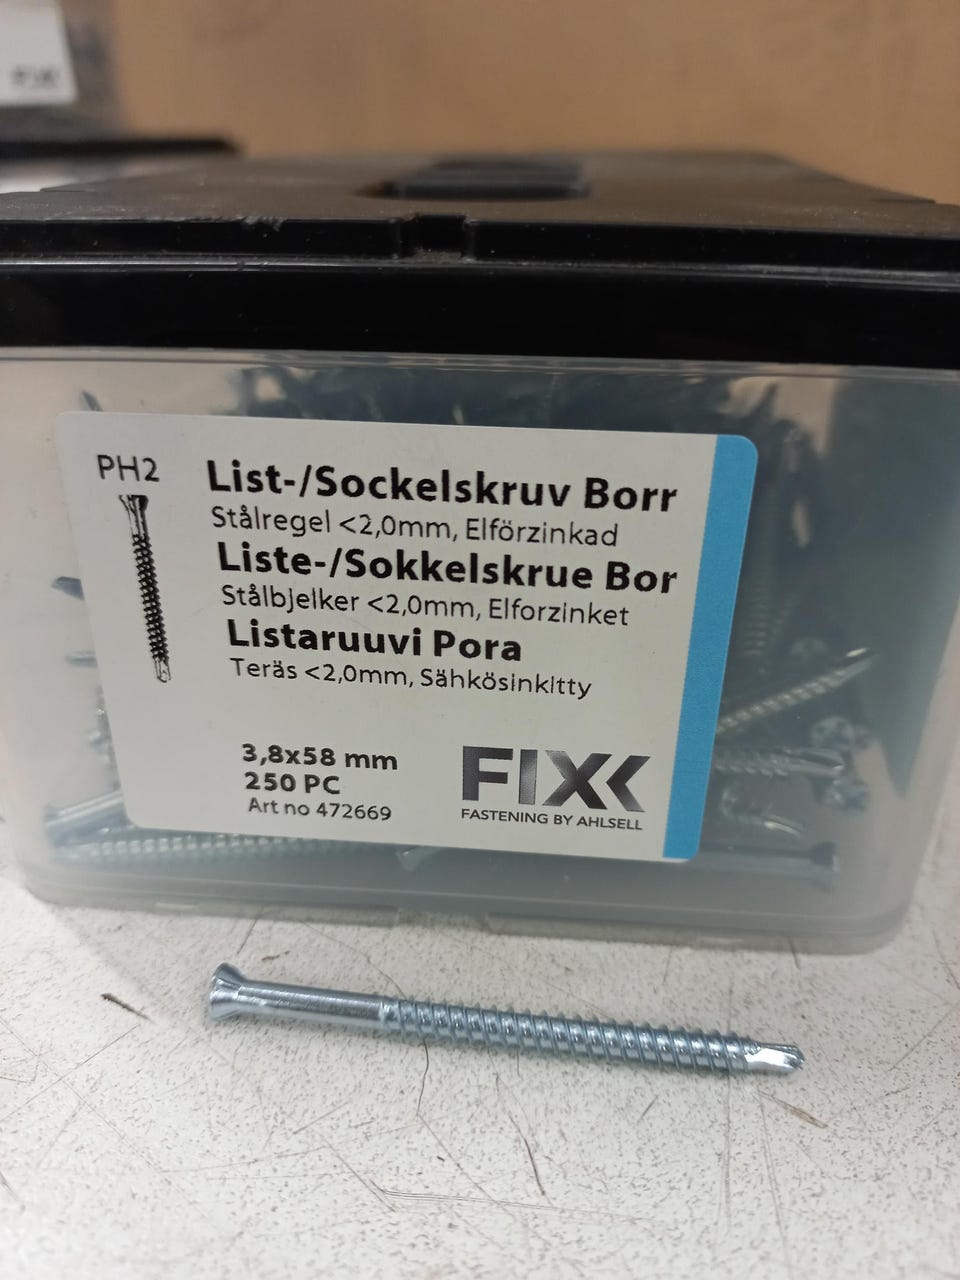 PH2
List-/Sockelskruv Borr
Stålregel <2,0mm, Elförzinkad
Liste-/Sokkelskrue Bor
Stålbjelker <2,0mm, Elforzinket
Listaruuvi Pora
Teräs <2,0mm, Sähkösinkitty
3,8x58 mm
250 PC
Art no 472669
FIXX
FASTENING BY AHLSELL